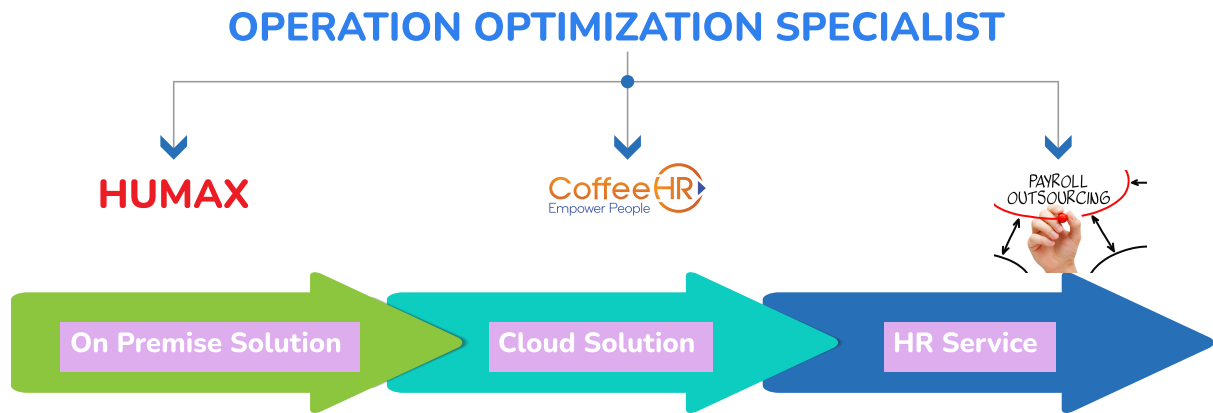 OPERATION OPTIMIZATION SPECIALIST
HUMAX
CoffeeHR
Empower People
PAYROLL
OUTSOURCING
On Premise Solution
Cloud Solution
HR Service